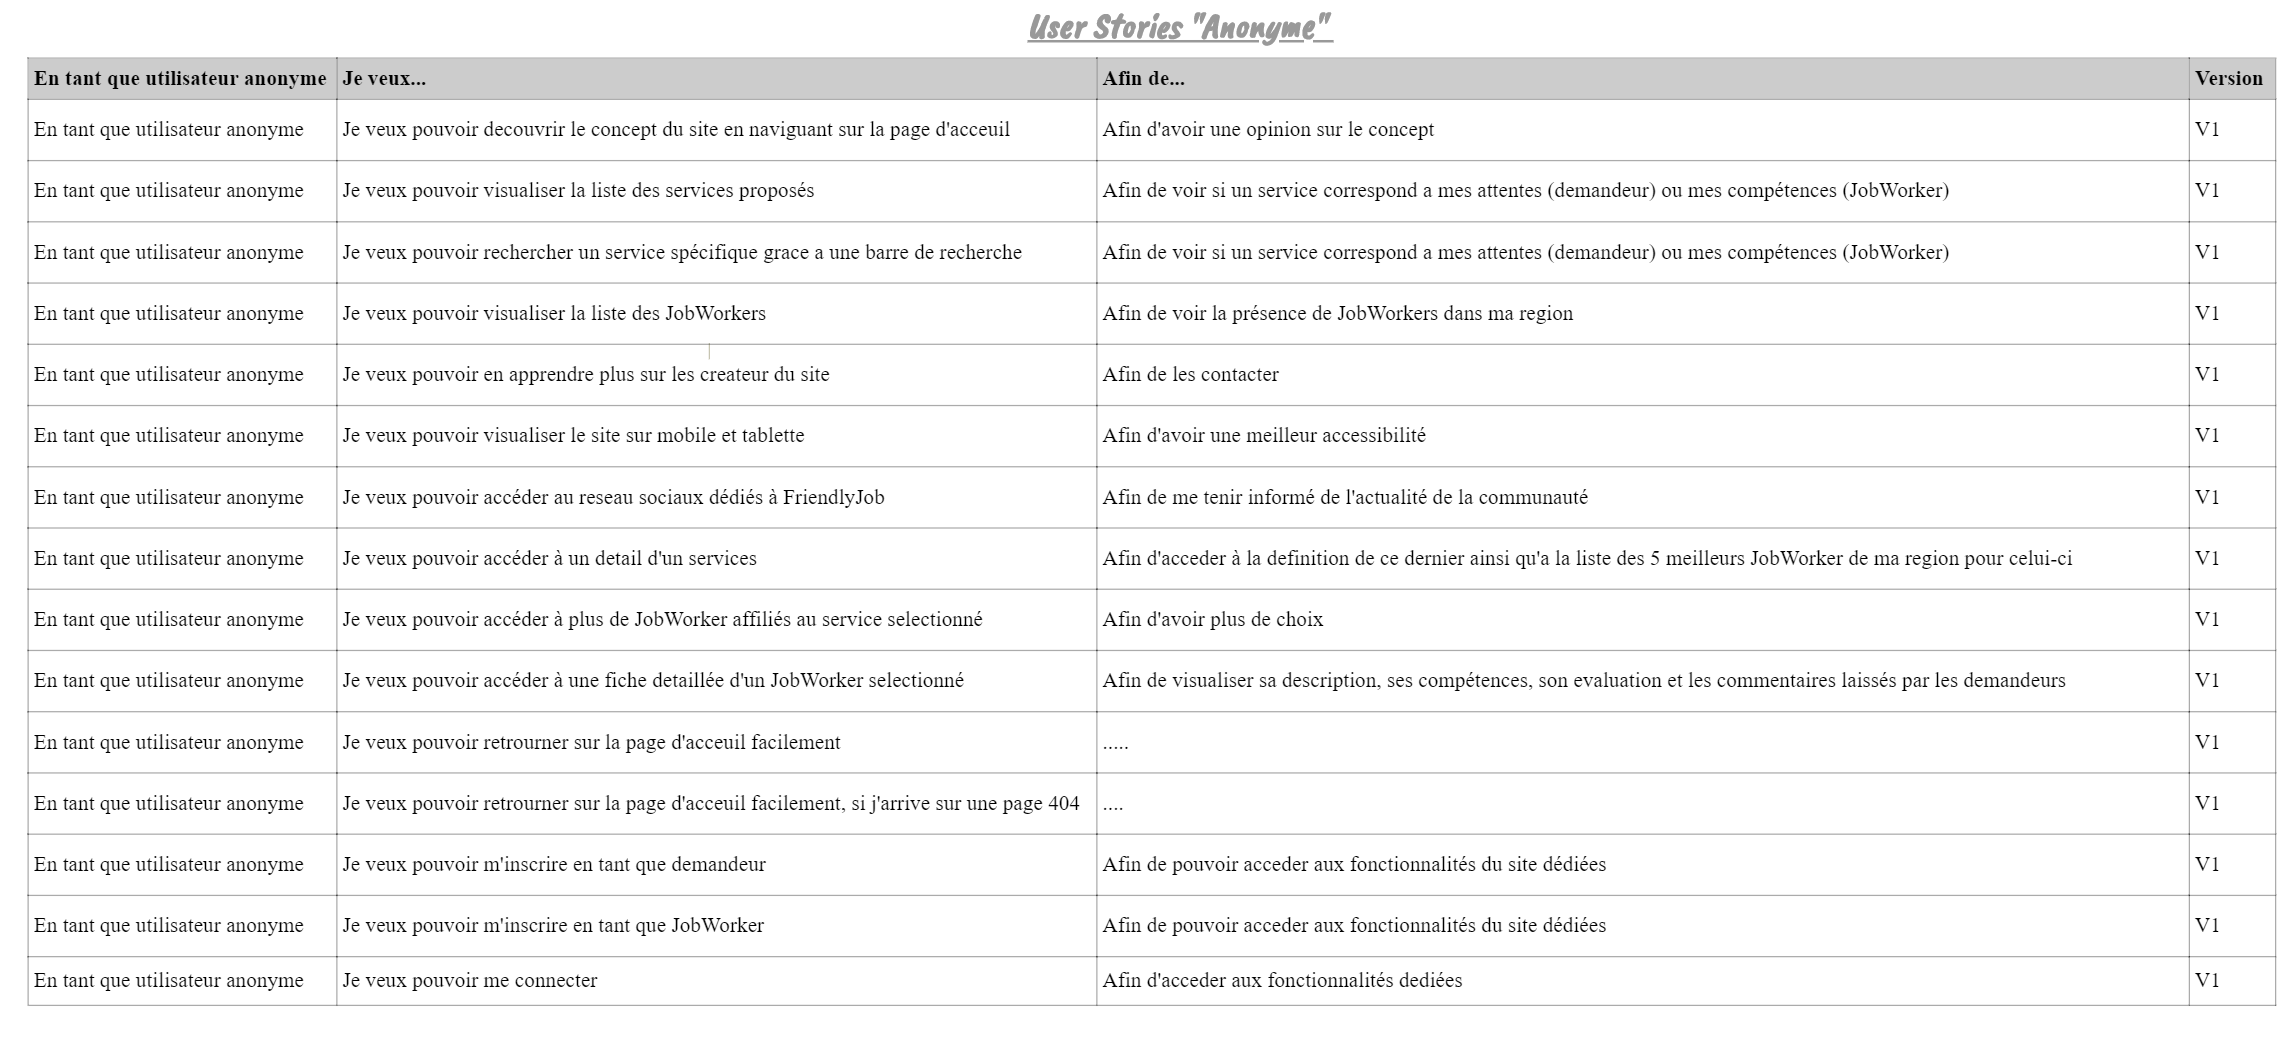 User Stories "Anonyme"
En tant que utilisateur anonyme Je veux... Afin de... Version
En tant que utilisateur anonyme Je veux pouvoir decouvrir le concept du site en naviguant sur la page d'acceuil Afin d'avoir une opinion sur le concept V1
En tant que utilisateur anonyme Je veux pouvoir visualiser la liste des services proposés Afin de voir si un service correspond a mes attentes (demandeur) ou mes compétences (JobWorker) V1
En tant que utilisateur anonyme Je veux pouvoir rechercher un service spécifique grace a une barre de recherche Afin de voir si un service correspond a mes attentes (demandeur) ou mes compétences (JobWorker) V1
En tant que utilisateur anonyme Je veux pouvoir visualiser la liste des JobWorkers Afin de voir la présence de JobWorkers dans ma region V1
En tant que utilisateur anonyme Je veux pouvoir en apprendre plus sur les createur du site Afin de les contacter V1
En tant que utilisateur anonyme Je veux pouvoir visualiser le site sur mobile et tablette Afin d'avoir une meilleur accessibilité V1
En tant que utilisateur anonyme Je veux pouvoir accéder au reseau sociaux dédiés à FriendlyJob Afin de me tenir informé de l'actualité de la communauté V1
En tant que utilisateur anonyme Je veux pouvoir accéder à un detail d'un services Afin d'acceder à la definition de ce dernier ainsi qu'a la liste des 5 meilleurs JobWorker de ma region pour celui-ci V1
En tant que utilisateur anonyme Je veux pouvoir accéder à plus de JobWorker affiliés au service selectionné Afin d'avoir plus de choix V1
En tant que utilisateur anonyme Je veux pouvoir accéder à une fiche detaillée d'un JobWorker selectionné Afin de visualiser sa description, ses compétences, son evaluation et les commentaires laissés par les demandeurs V1
En tant que utilisateur anonyme Je veux pouvoir retrourner sur la page d'acceuil facilement ..... V1
En tant que utilisateur anonyme Je veux pouvoir retrourner sur la page d'acceuil facilement, si j'arrive sur une page 404 .... V1
En tant que utilisateur anonyme Je veux pouvoir m'inscrire en tant que demandeur Afin de pouvoir acceder aux fonctionnalités du site dédiées V1
En tant que utilisateur anonyme Je veux pouvoir m'inscrire en tant que JobWorker Afin de pouvoir acceder aux fonctionnalités du site dédiées V1
En tant que utilisateur anonyme Je veux pouvoir me connecter Afin d'acceder aux fonctionnalités dediées V1